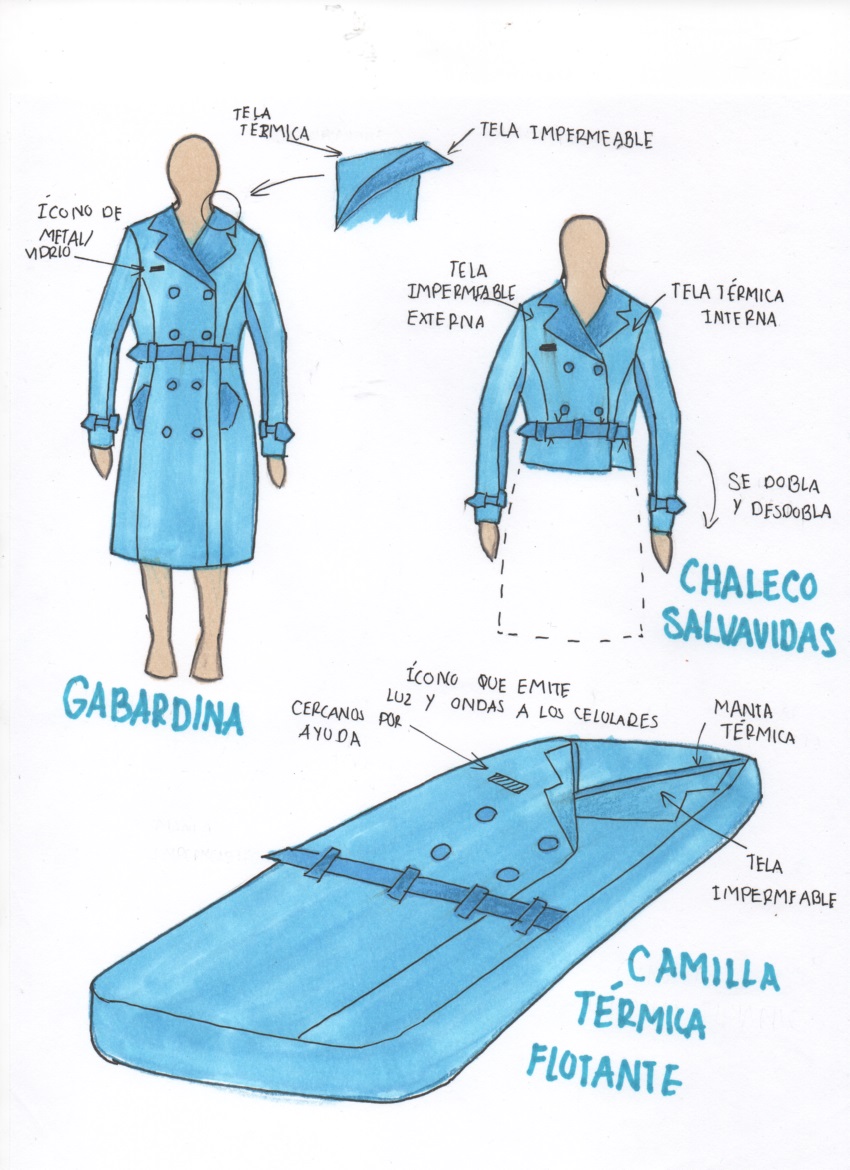 TELA
TÉRMICA
TELA IMPERMEABLE
ÍCONO DE
METAL/
VIDRIO
GABARDINA
TELA
IMPERMEABLE
EXTERNA
TELA TÉRMICA
INTERNA
SE DOBLA
Y DESDOBLA
CHALECO
SALVAVIDAS
ÍCONO QUE EMITE
LUZ Y ONDAS A LOS CELULARES
CERCANOS POR
AYUDA
MANTA
TÉRMICA
TELA
IMPERMEABLE
CAMILLA
TÉRMICA
FLOTANTE